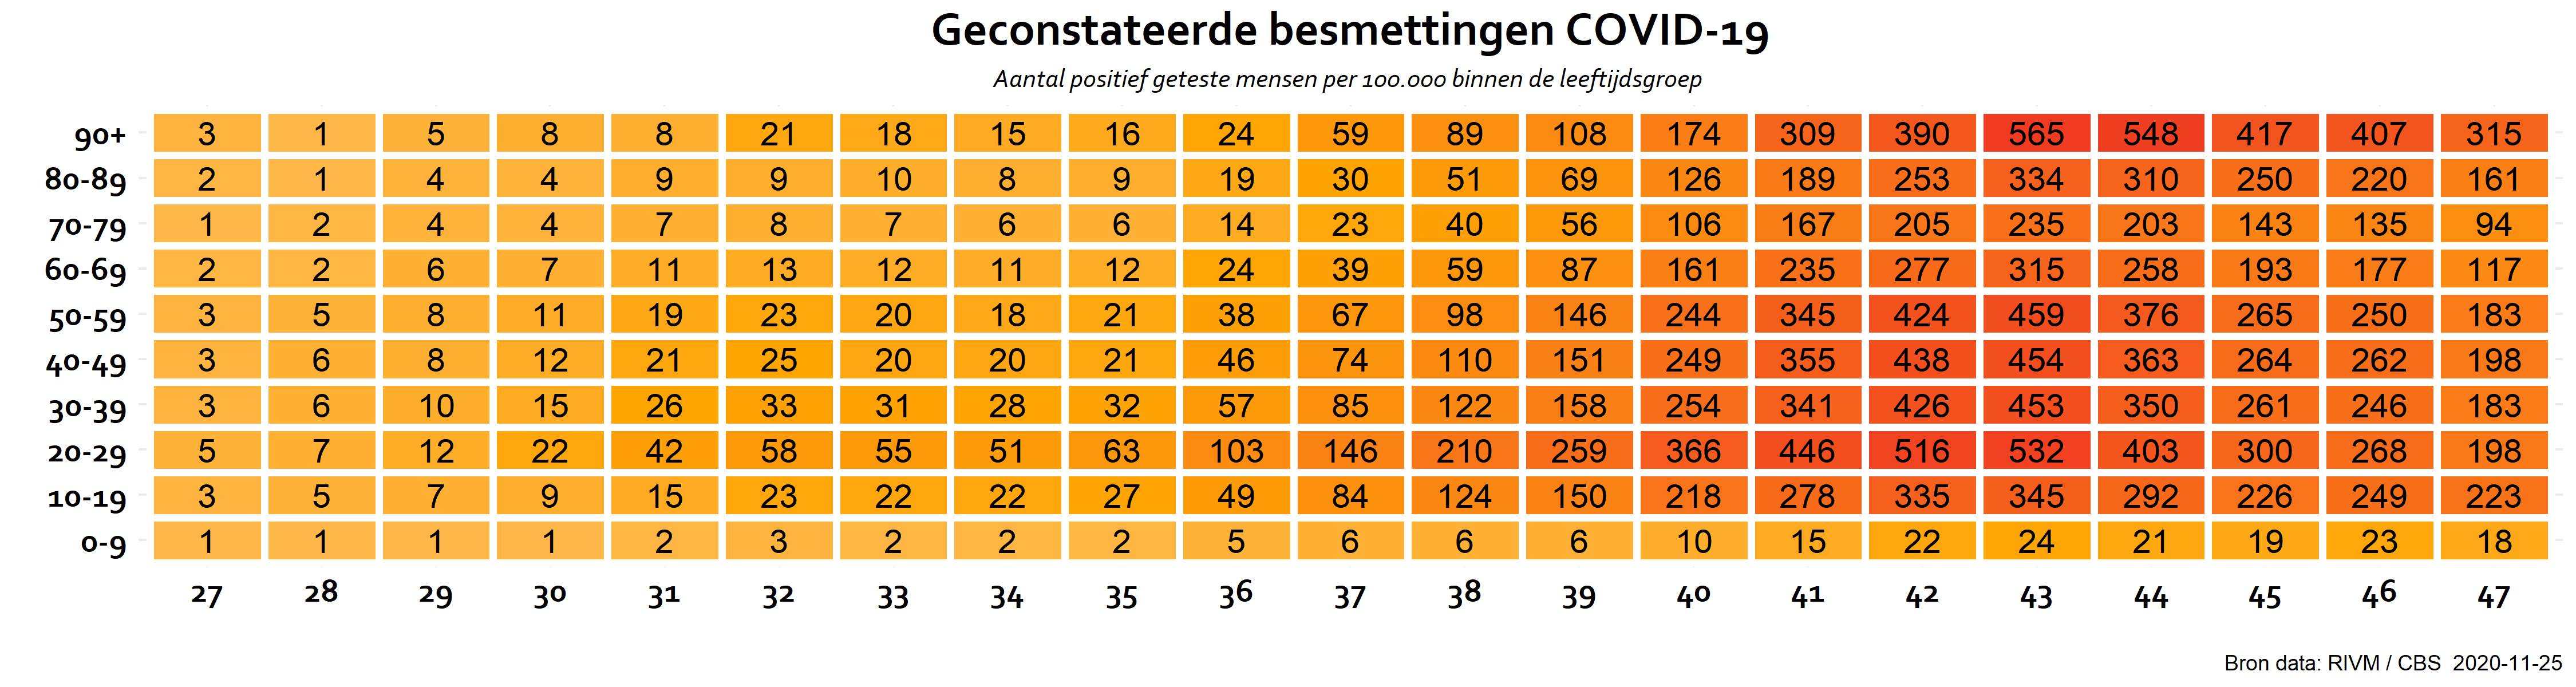 Geconstateerde besmettingen COVID-19
Aantal positief geteste mensen per 100.000 binnen de leeftijdsgroep
90+ 3 1 5 8 8 21 18 15 16 24 59 89 108 174 309 390 565 548 417 407 315
80-89 2 1 4 4 9 9 10 8 9 19 30 51 69 126 189 253 334 310 250 220 161
70-79 1 2 4 4 7 8 7 6 6 14 23 40 56 106 167 205 235 203 143 135 94
60-69 2 2 6 7 11 13 12 11 12 24 39 59 87 161 235 277 315 258 193 177 117
50-59 3 5 8 11 19 23 20 18 21 38 67 98 146 244 345 424 459 376 265 250 183
40-49 3 6 8 12 21 25 20 20 21 46 74 110 151 249 355 438 454 363 264 262 198
30-39 3 6 10 15 26 33 31 28 32 57 85 122 158 254 341 426 453 350 261 246 183
20-29 5 7 12 22 42 58 55 51 63 103 146 210 259 366 446 516 532 403 300 268 198
10-19 3 5 7 9 15 23 22 22 27 49 84 124 150 218 278 335 345 292 226 249 223
0-9 1 1 1 1 2 3 2 2 2 5 6 6 6 10 15 22 24 21 19 23 18
27 28 29 30 31 32 33 34 35 36 37 38 39 40 41 42 43 44 45 46 47
Bron data: RIVM / CBS 2020-11-25